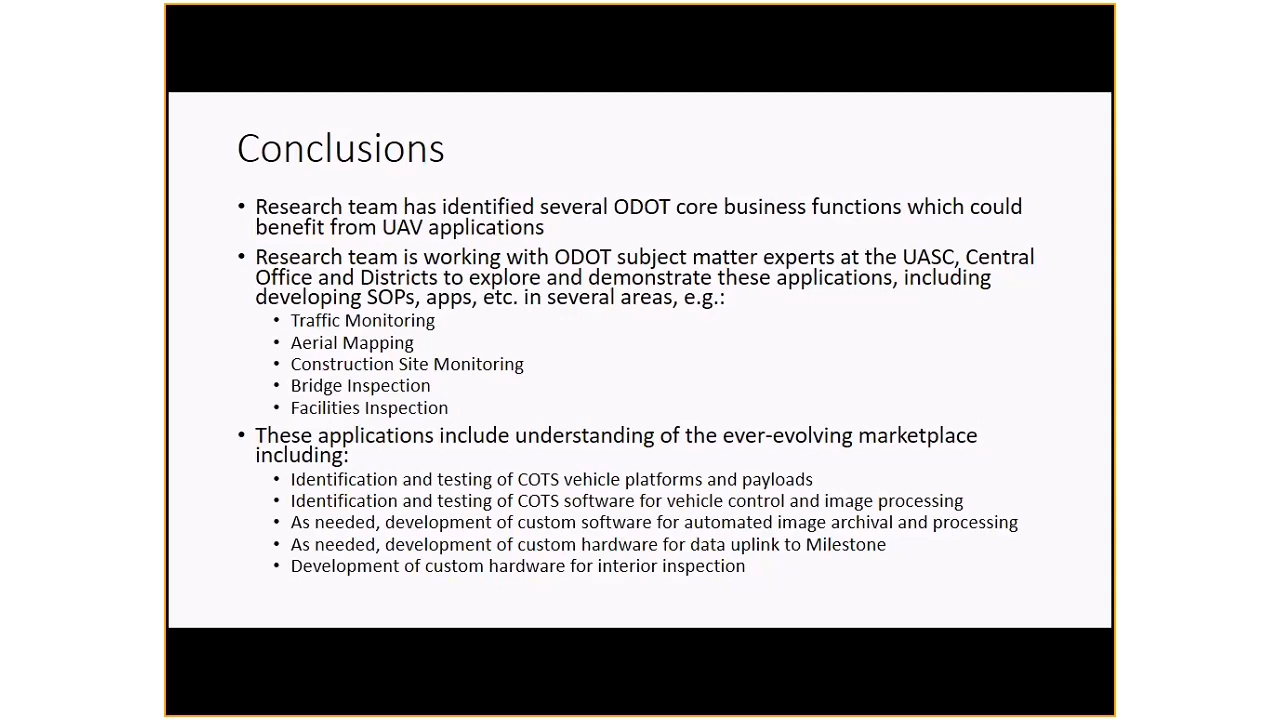 Conclusions
• Research team has identified several ODOT core business functions which could
benefit from UAV applications
• Research team is working with ODOT subject matter experts at the UASC, Central
Office and Districts to explore and demonstrate these applications, including
developing SOPs, apps, etc. in several areas, e.g.:
• Traffic Monitoring
• Aerial Mapping
• Construction Site Monitoring
• Bridge Inspection
• Facilities Inspection
• These applications include understanding of the ever-evolving marketplace
including:
• Identification and testing of COTS vehicle platforms and payloads
• Identification and testing of COTS software for vehicle control and image processing
• As needed, development of custom software for automated image archival and processing
• As needed, development of custom hardware for data uplink to Milestone
• Development of custom hardware for interior inspection